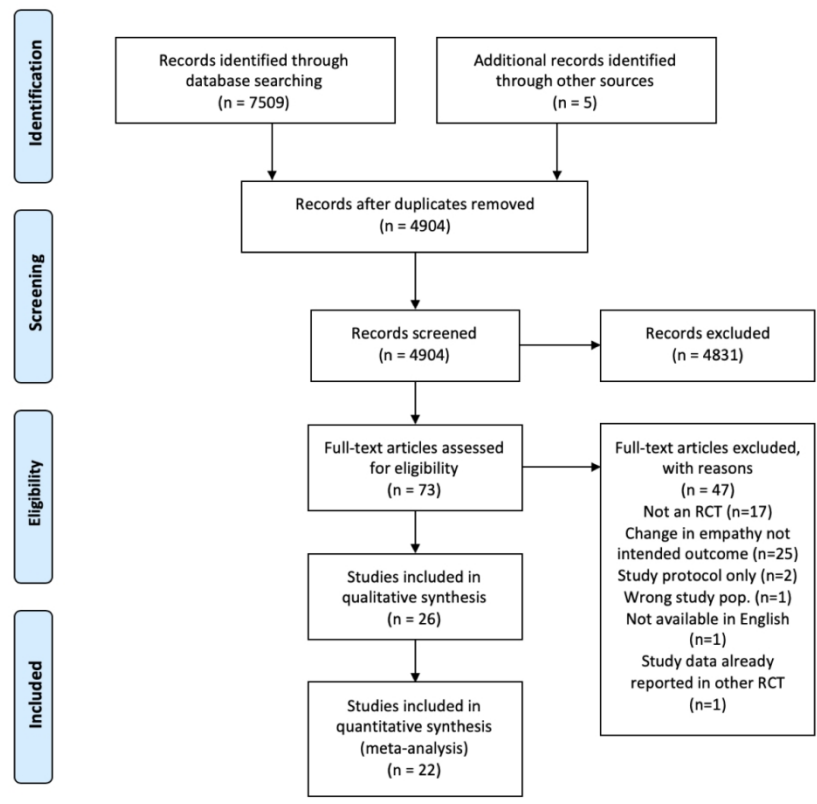 Identification
Records identified through
database searching
(n = 7509)
Additional records identified
through other sources
(n = 5)
Records after duplicates removed
(n = 4904)
Screening
Records screened
(n = 4904)
Records excluded
(n = 4831)
Eligibility
Full-text articles assessed
for eligibility
(n = 73)
Full-text articles excluded,
with reasons
(n = 47)
Not an RCT (n=17)
Change in empathy not
intended outcome (n=25)
Study protocol only (n=2)
Wrong study pop. (n=1)
Not available in English
(n=1)
Study data already
reported in other RCT
(n=1)
Studies included in
qualitative synthesis
(n = 26)
Included
Studies included in
quantitative synthesis
(meta-analysis)
(n = 22)